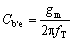 C_b'e = g_m / 2πf_T